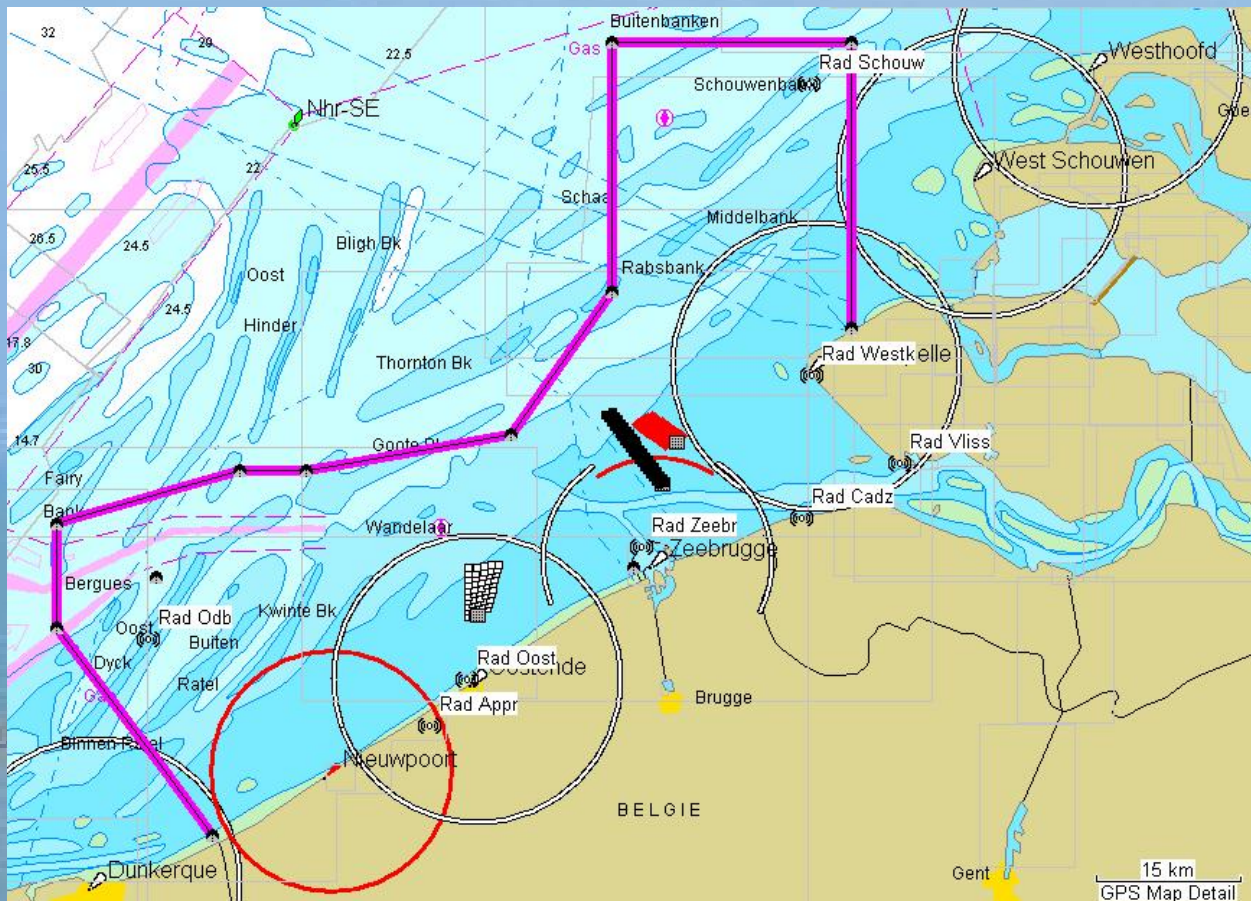 Buitenbanken
32
29
22.5
Gas
Westhoofd
Rad Schouw
Schouwenbank
Nhr-SE
22
25.5
West Schouwen
Schaar
Middelbank
26.5
24.5
Bligh Bk
Oost
Rabsbank
24.5
Hinder
17.8
Thornton Bk
30
Rad Westk elle
14.7
Goote
Rad Vliss
Fairy
Bank
Rad Cadz
Wandelaar
Rad Zeebr
Zeebrugge
Bergues
Kwinte Bk
Oost
Rad Odb
Buiten
Dyck
Rad Oost
Oostende
Ratel
Brugge
Rad Appr
Binnen Ratel
Nieuwpoort
BELGIE
Dunkerque
Gent
15 km
GPS Map Detail